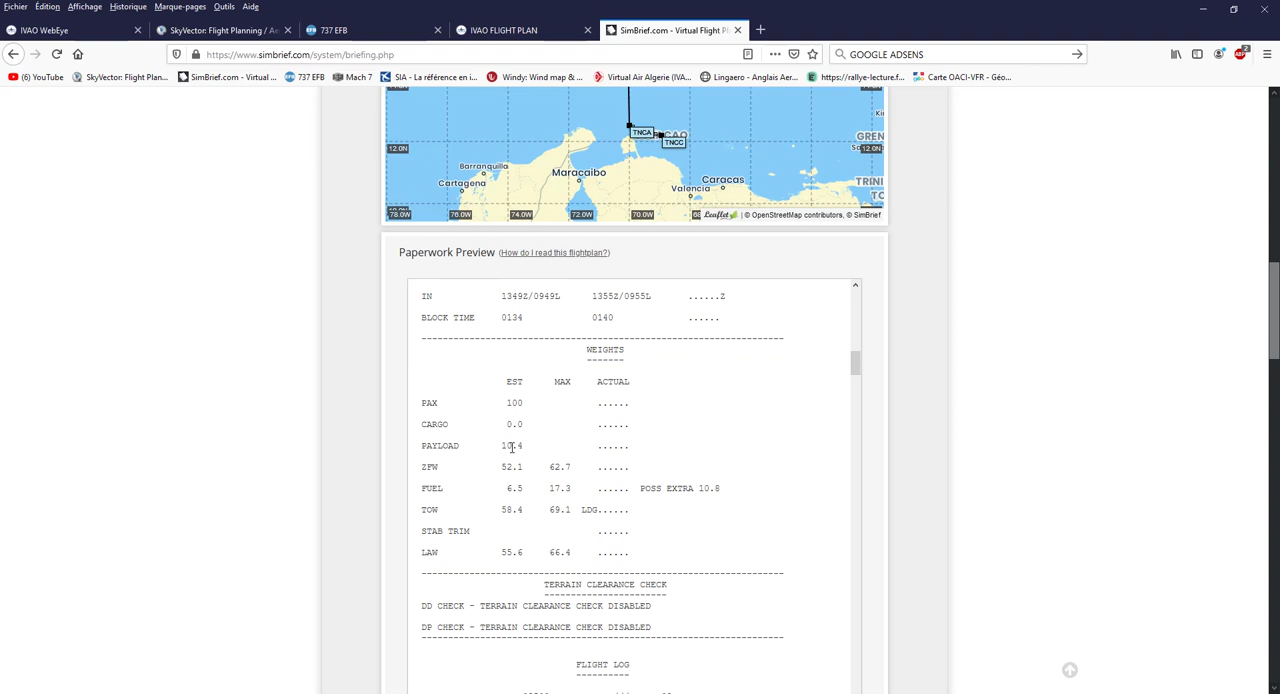 Fichier Édition Affichage Historique Marque-pages Outils Aide
IVAO WebEye SkyVector: Flight Planning / Ae 737 EFB IVAO FLIGHT PLAN SimBrief.com - Virtual Flight P
https://www.simbrief.com/system/briefing.php GOOGLE ADSENS
(6) YouTube SkyVector: Flight Plan... SimBrief.com - Virtual ... 737 EFB Mach 7 SIA - La référence en i... Windy: Wind map & ... Virtual Air Algerie (IVA... Lingaero - Anglais Aer... https://rallye-lecture.f... Carte OACI-VFR - Géo...
TNCA
TNCC
12.0N GREN 12.0N
Barranquilla
Cartagena Maracaibo Caracas
Valencia
78.0W 76.0W 74.0W 72.0W 70.0W Leaflet | © OpenStreetMap contributors, © SimBrief
Paperwork Preview (How do I read this flightplan?)
IN 1349Z/0949L 1355Z/0955L ......Z
BLOCK TIME 0134 0140 ......
WEIGHTS
EST MAX ACTUAL
PAX 100 ......
CARGO 0.0 ......
PAYLOAD 10.4 ......
ZFW 52.1 62.7 ......
FUEL 6.5 17.3 ...... POSS EXTRA 10.8
TOW 58.4 69.1 LDG......
STAB TRIM ......
LAW 55.6 66.4 ......
TERRAIN CLEARANCE CHECK
DD CHECK - TERRAIN CLEARANCE CHECK DISABLED
DP CHECK - TERRAIN CLEARANCE CHECK DISABLED
FLIGHT LOG